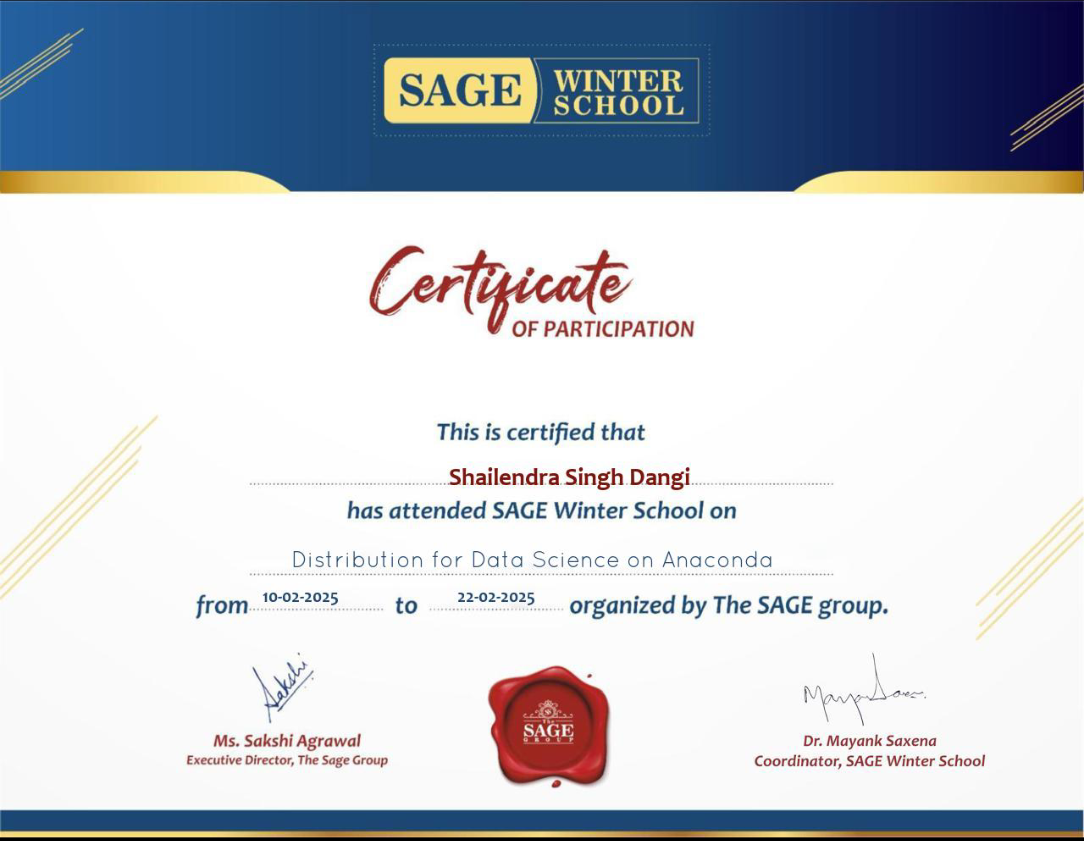 SAGE WINTER SCHOOL
Certificate
OF PARTICIPATION
This is certified that
Shailendra Singh Dangi
has attended SAGE Winter School on
Distribution for Data Science on Anaconda
from 10-02-2025 to 22-02-2025 organized by The SAGE group.
Sakshi
The
SAGE
GROUP
Ms. Sakshi Agrawal
Executive Director, The Sage Group
Dr. Mayank Saxena
Coordinator, SAGE Winter School